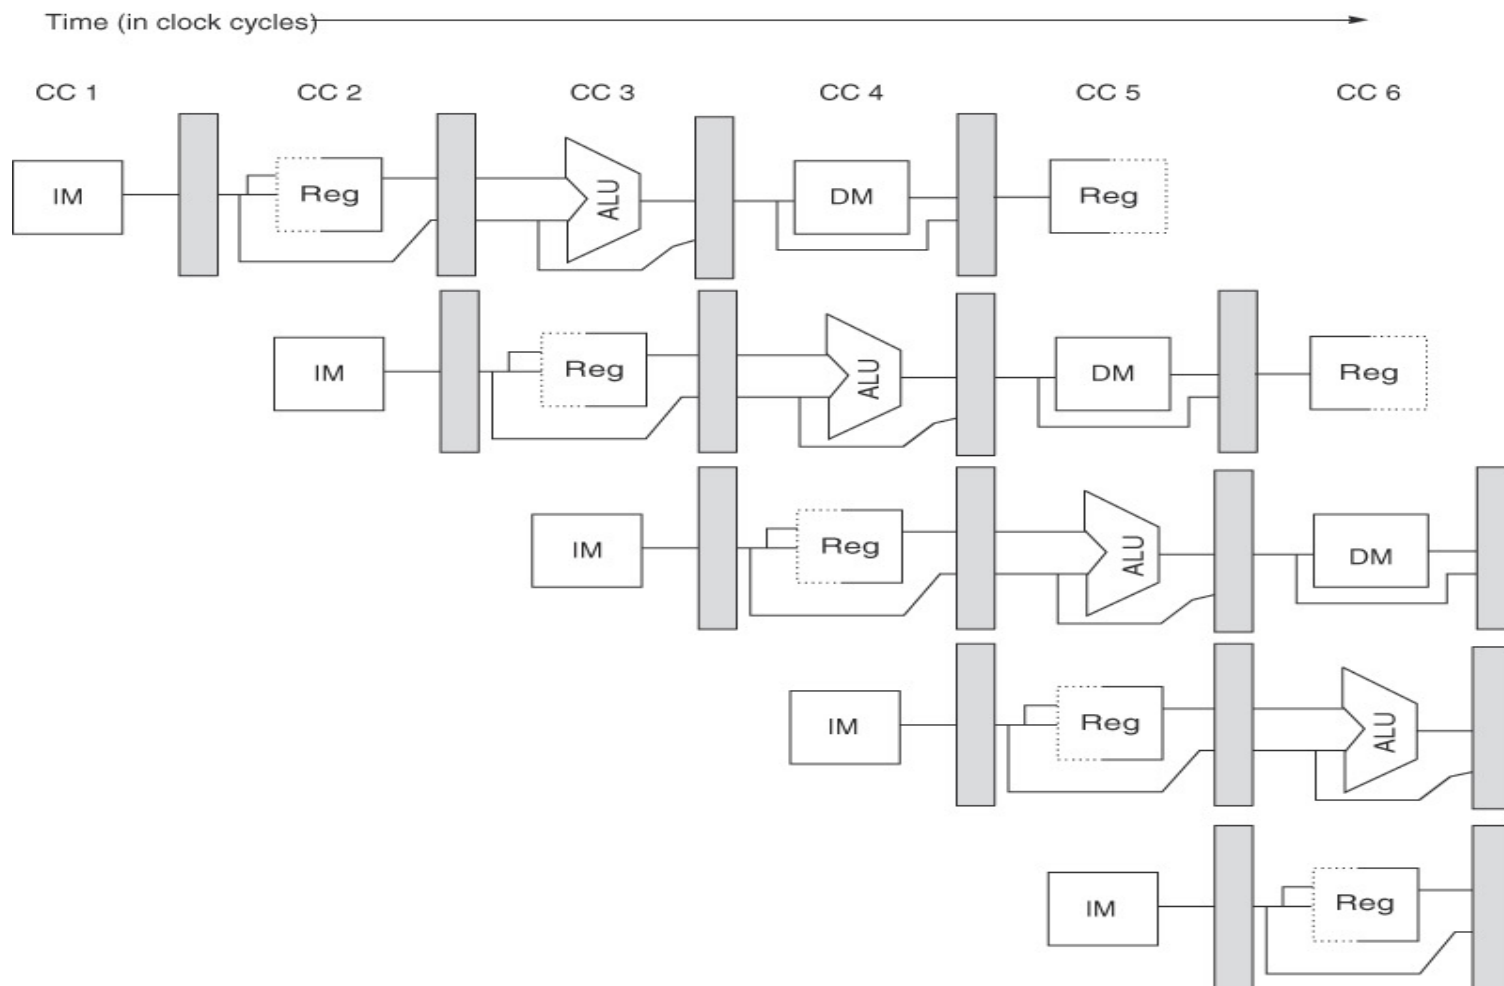 Time (in clock cycles)
CC 1 CC 2 CC 3 CC 4 CC 5 CC 6
IM Reg ALU DM Reg
IM Reg ALU DM Reg
IM Reg ALU DM
IM Reg ALU
IM Reg